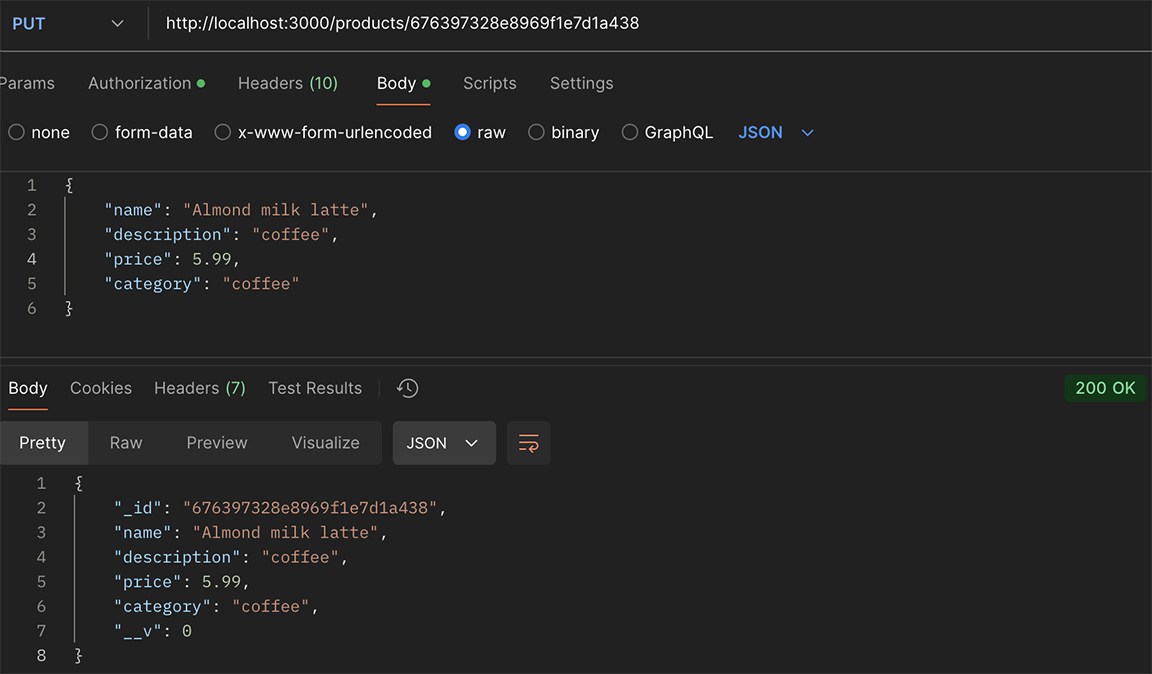 PUT http://localhost:3000/products/676397328e8969f1e7d1a438
Params Authorization Headers (10) Body Scripts Settings
none form-data x-www-form-urlencoded raw binary GraphQL JSON
1 {
2 "name": "Almond milk latte",
3 "description": "coffee",
4 "price": 5.99,
5 "category": "coffee"
6 }
Body Cookies Headers (7) Test Results 200 OK
Pretty Raw Preview Visualize JSON
1 {
2 "_id": "676397328e8969f1e7d1a438",
3 "name": "Almond milk latte",
4 "description": "coffee",
5 "price": 5.99,
6 "category": "coffee",
7 "__v": 0
8 }